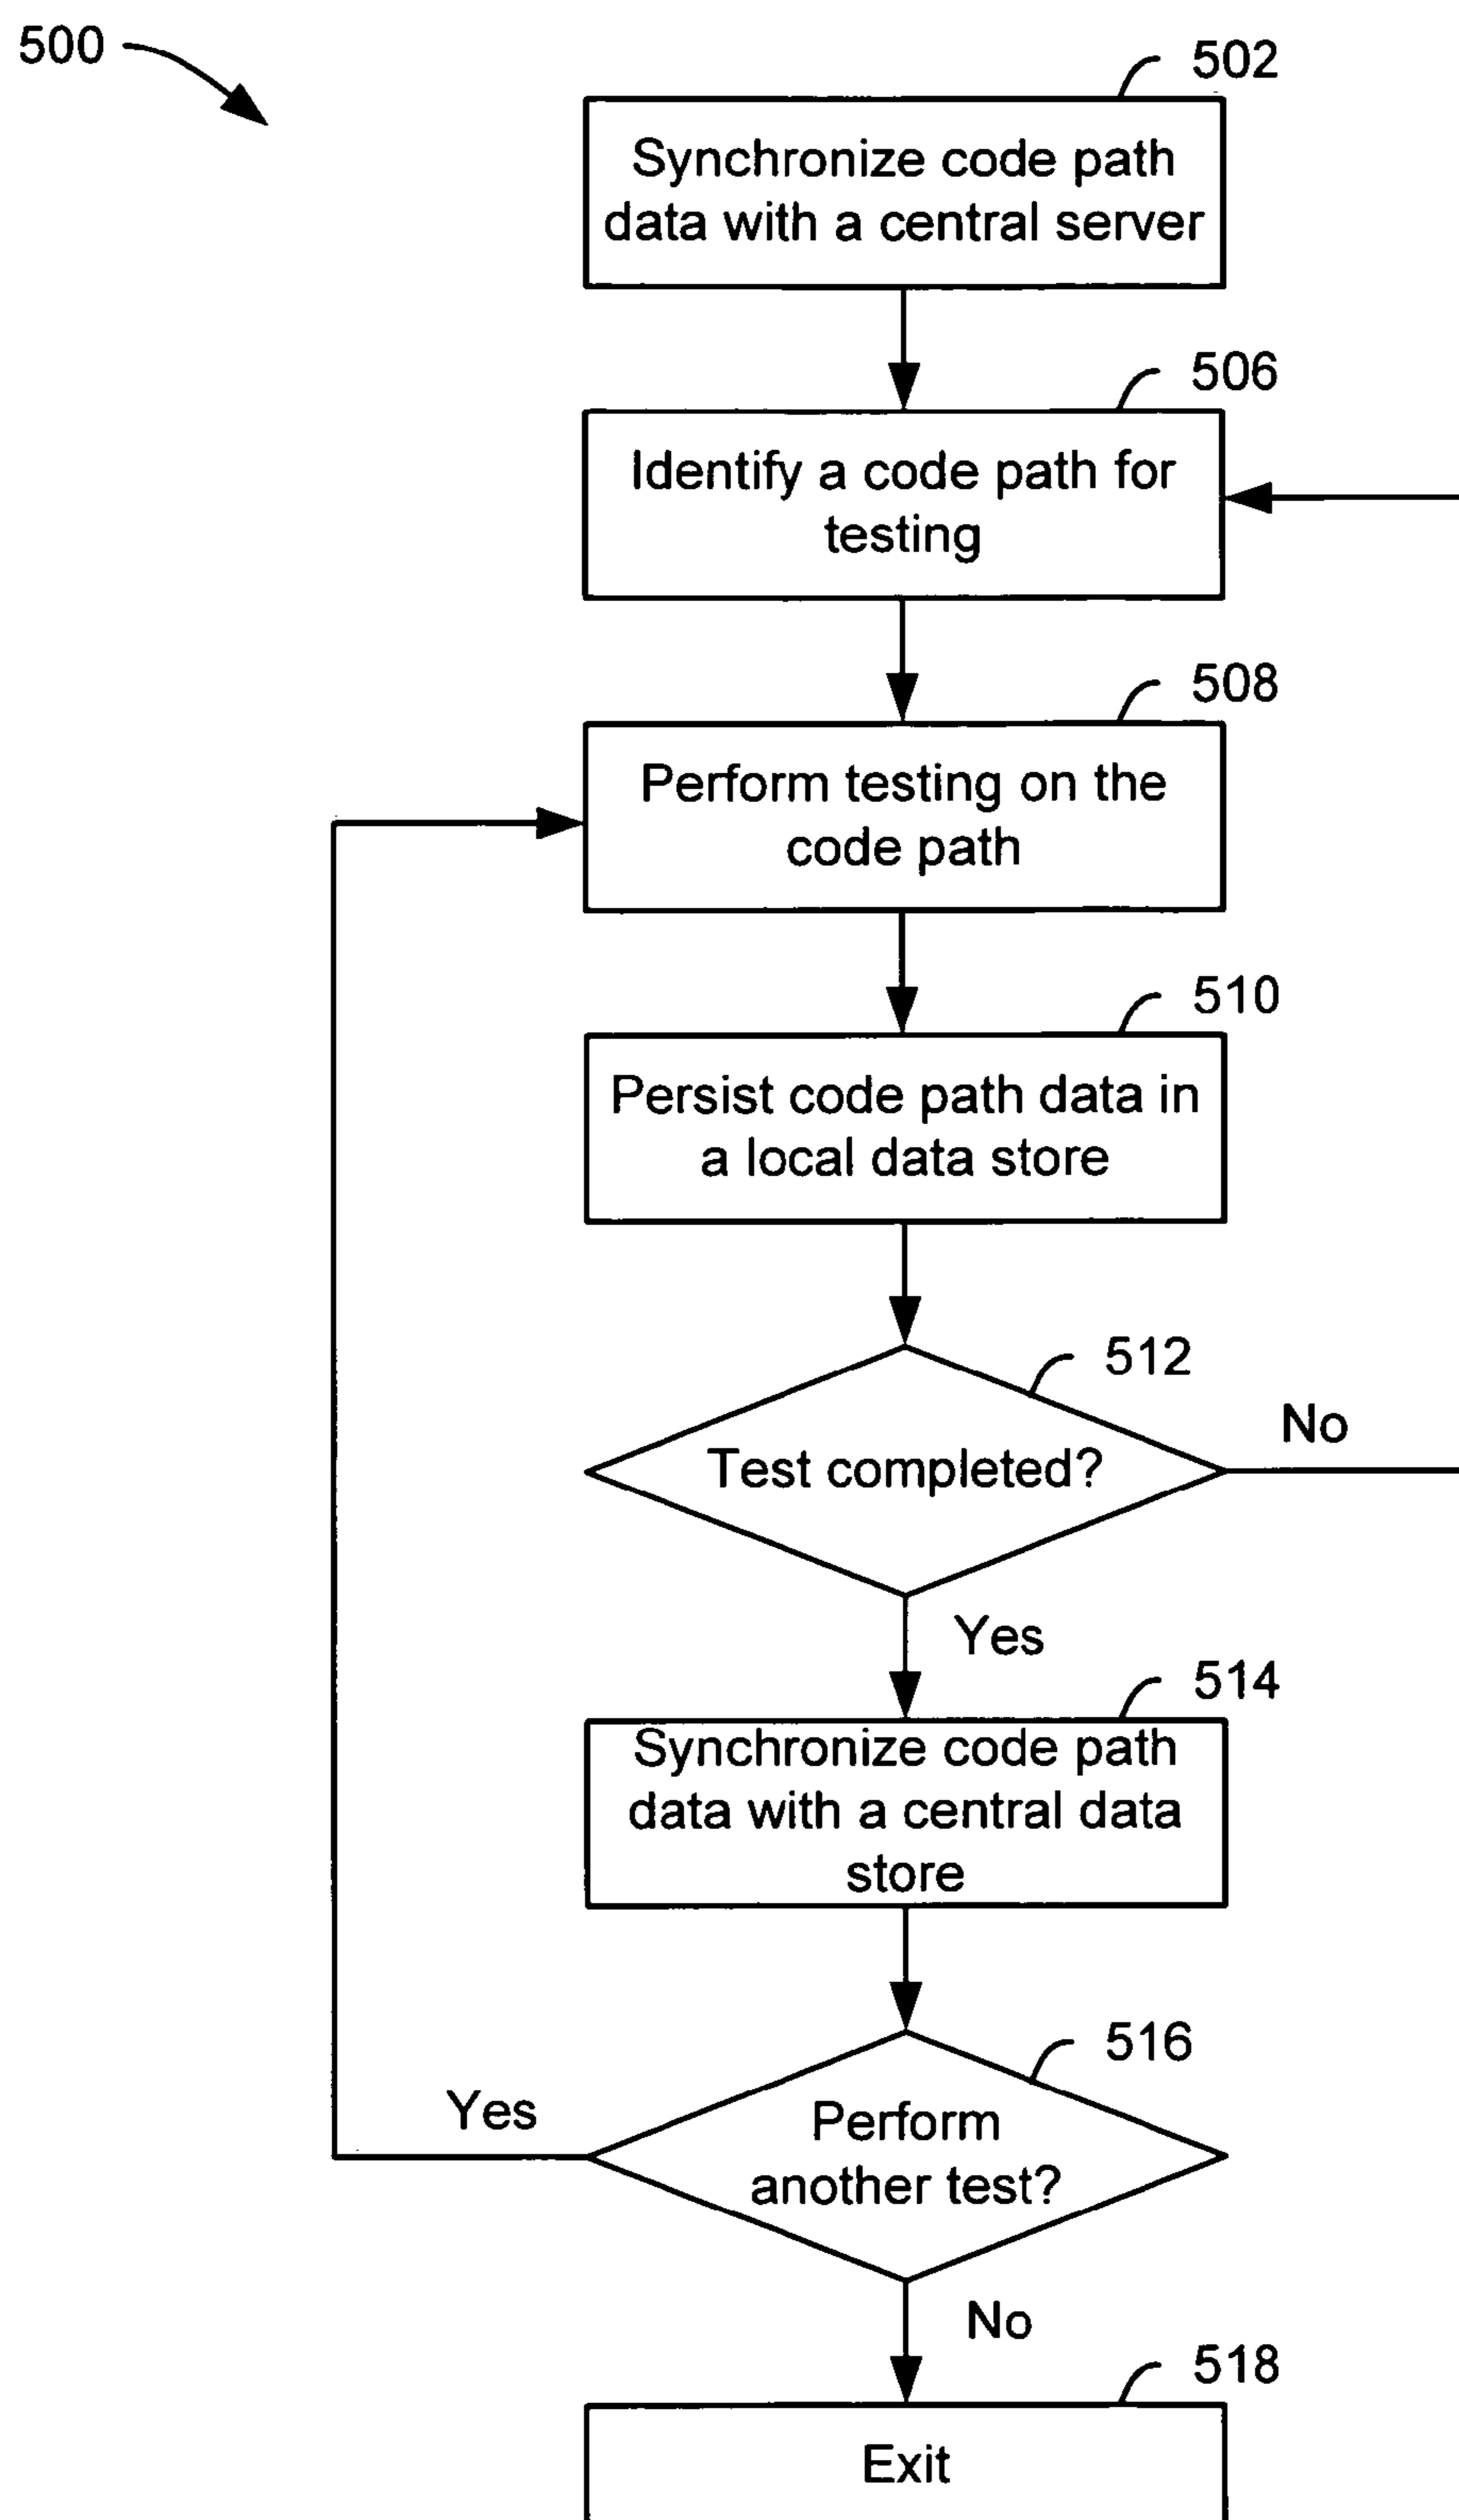 500
502
Synchronize code path
data with a central server
506
Identify a code path for
testing
508
Perform testing on the
code path
510
Persist code path data in
a local data store
512
Test completed?
No
Yes
514
Synchronize code path
data with a central data
store
516
Perform
another test?
Yes
No
518
Exit